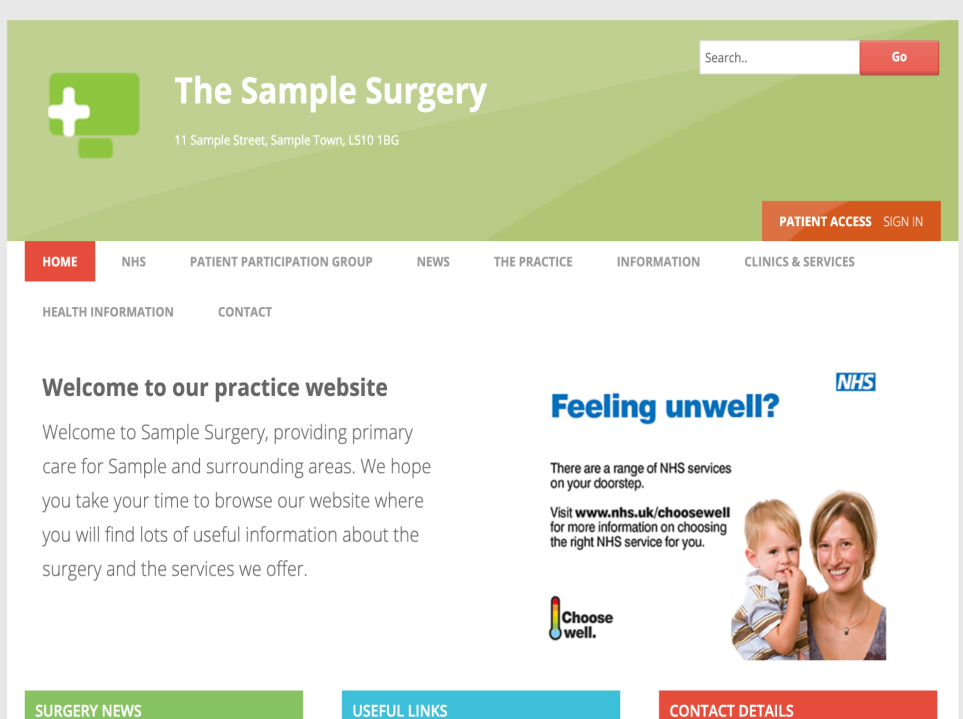 Search..
Go
The Sample Surgery
11 Sample Street, Sample Town, LS10 1BG
PATIENT ACCESS SIGN IN
HOME NHS PATIENT PARTICIPATION GROUP NEWS THE PRACTICE INFORMATION CLINICS & SERVICES
HEALTH INFORMATION CONTACT
Welcome to our practice website
Welcome to Sample Surgery, providing primary
care for Sample and surrounding areas. We hope
you take your time to browse our website where
you will find lots of useful information about the
surgery and the services we offer.
NHS
Feeling unwell?
There are a range of NHS services
on your doorstep.
Visit www.nhs.uk/choosewell
for more information on choosing
the right NHS service for you.
Choose
well.
SURGERY NEWS
USEFUL LINKS
CONTACT DETAILS